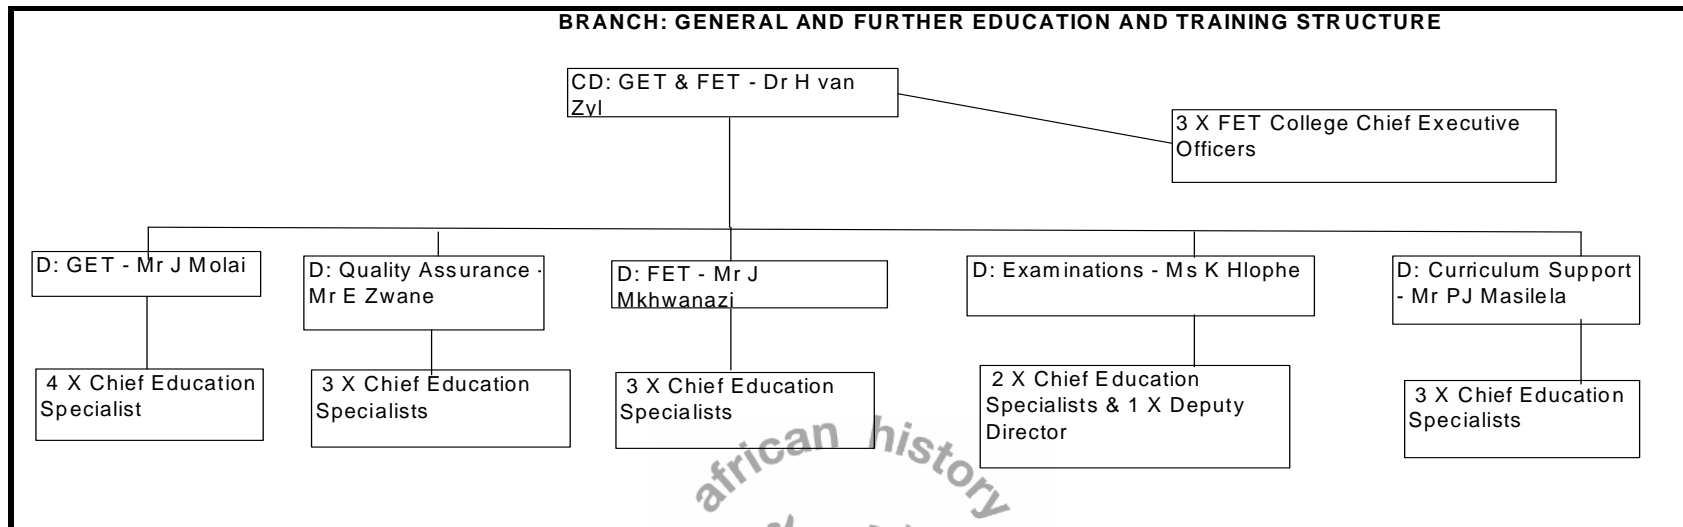 BRANCH: GENERAL AND FURTHER EDUCATION AND TRAINING STRUCTURE
CD: GET & FET - Dr H van
Zyl
3 X FET College Chief Executive
Officers
D: GET - Mr J Molai
D: Quality Assurance -
Mr E Zwane
D: FET - Mr J
Mkhwanazi
D: Examinations - Ms K Hlophe
D: Curriculum Support
- Mr PJ Masilela
4 X Chief Education
Specialist
3 X Chief Education
Specialists
3 X Chief Education
Specialists
2 X Chief Education
Specialists & 1 X Deputy
Director
3 X Chief Education
Specialists
african history